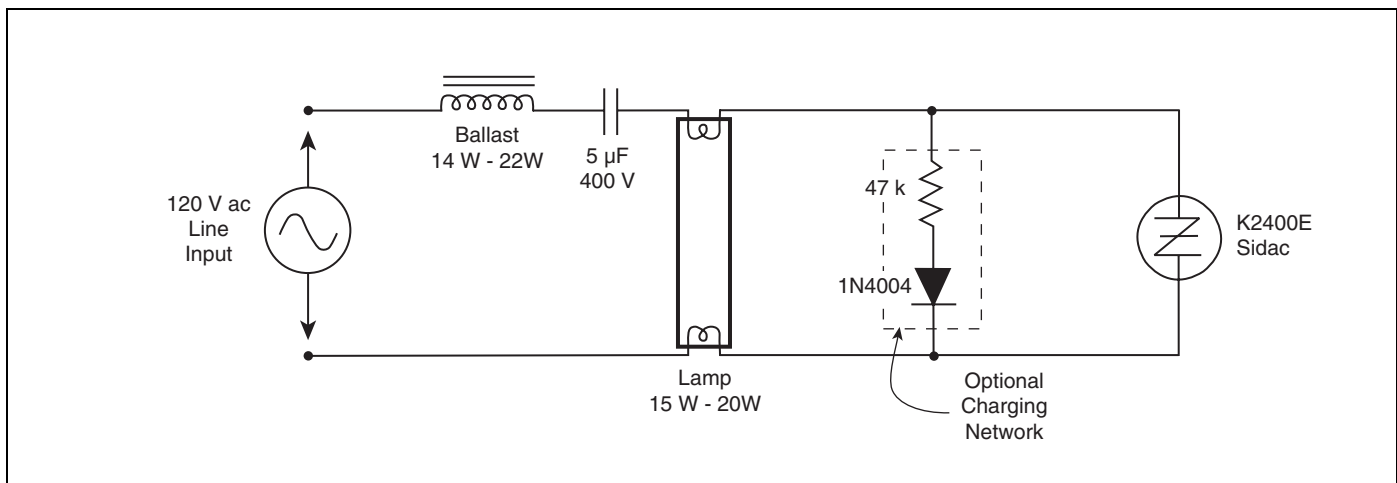 Ballast
14 W - 22W
5 µF
400 V
120 V ac
Line
Input
47 k
1N4004
K2400E
Sidac
Lamp
15 W - 20W
Optional
Charging
Network